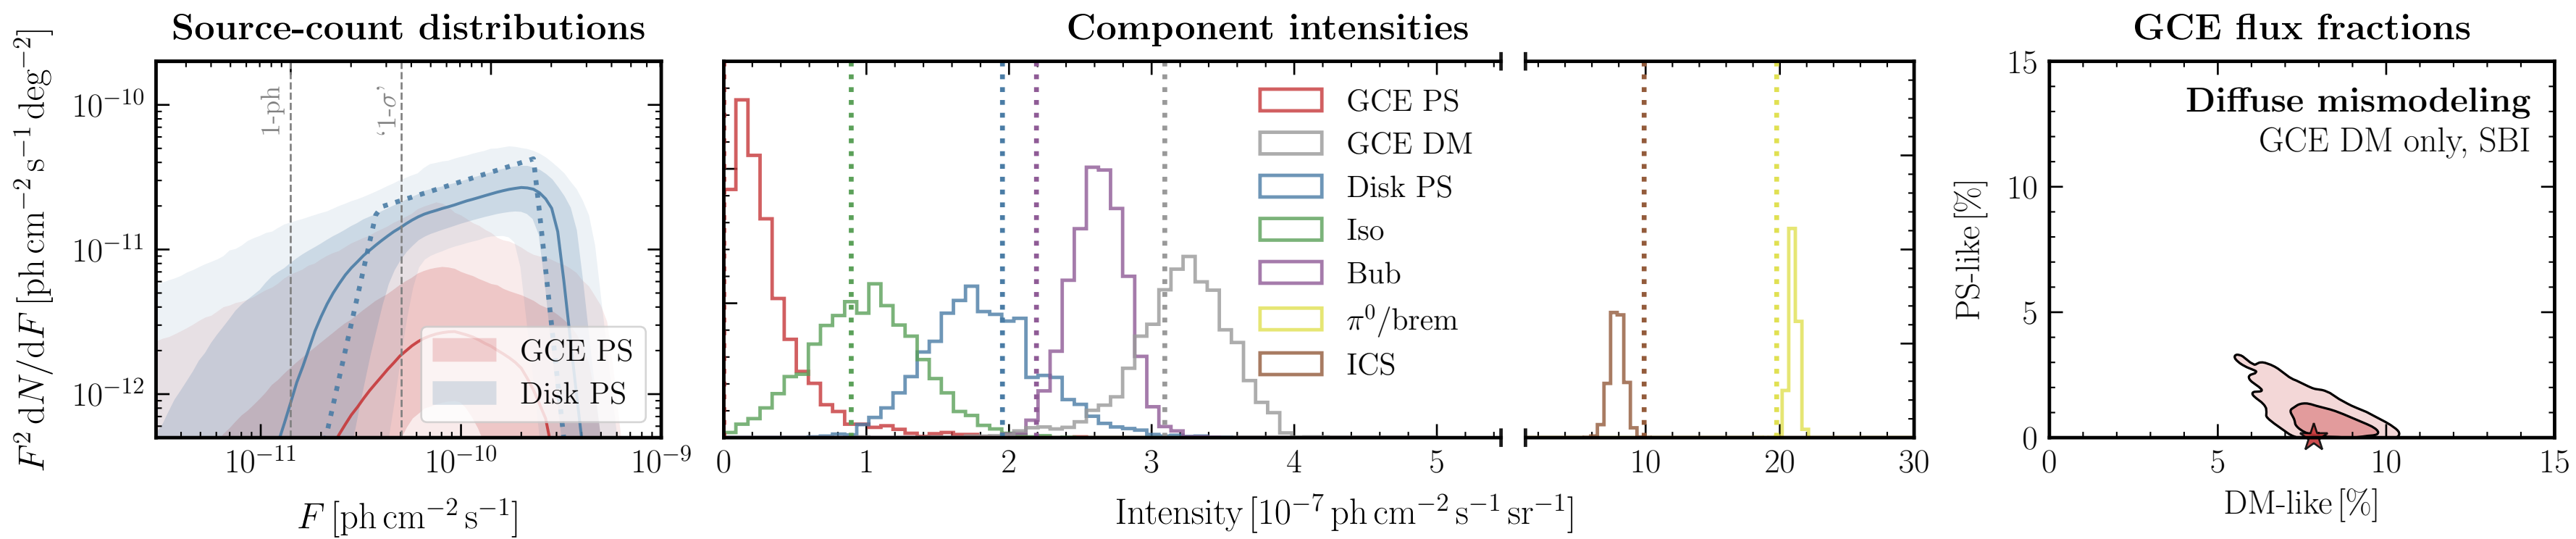 Source-count distributions
F² dN/dF [ph cm⁻² s⁻¹ deg⁻²]
10⁻¹⁰
10⁻¹¹
10⁻¹²
1-ph
‘1-σ’
GCE PS
Disk PS
10⁻¹¹
10⁻¹⁰
10⁻⁹
F [ph cm⁻² s⁻¹]
Component intensities
GCE PS
GCE DM
Disk PS
Iso
Bub
π⁰/brem
ICS
0
1
2
3
4
5
10
20
30
Intensity [10⁻⁷ ph cm⁻² s⁻¹ sr⁻¹]
GCE flux fractions
PS-like [%]
15
10
5
0
Diffuse mismodeling
GCE DM only, SBI
0
5
10
15
DM-like [%]